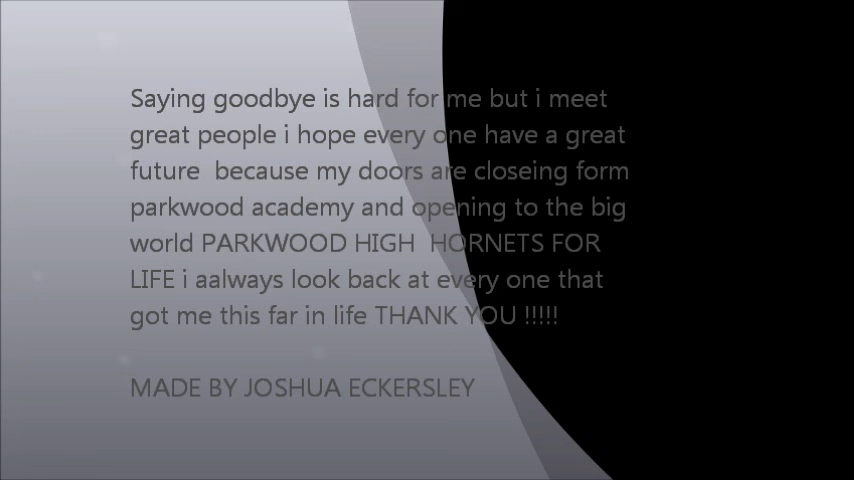 Saying goodbye is hard for me but i meet
great people i hope every one have a great
future  because my doors are closeing form
parkwood academy and opening to the big
world PARKWOOD HIGH  HORNETS FOR
LIFE i aalways look back at every one that
got me this far in life THANK YOU !!!!!
MADE BY JOSHUA ECKERSLEY